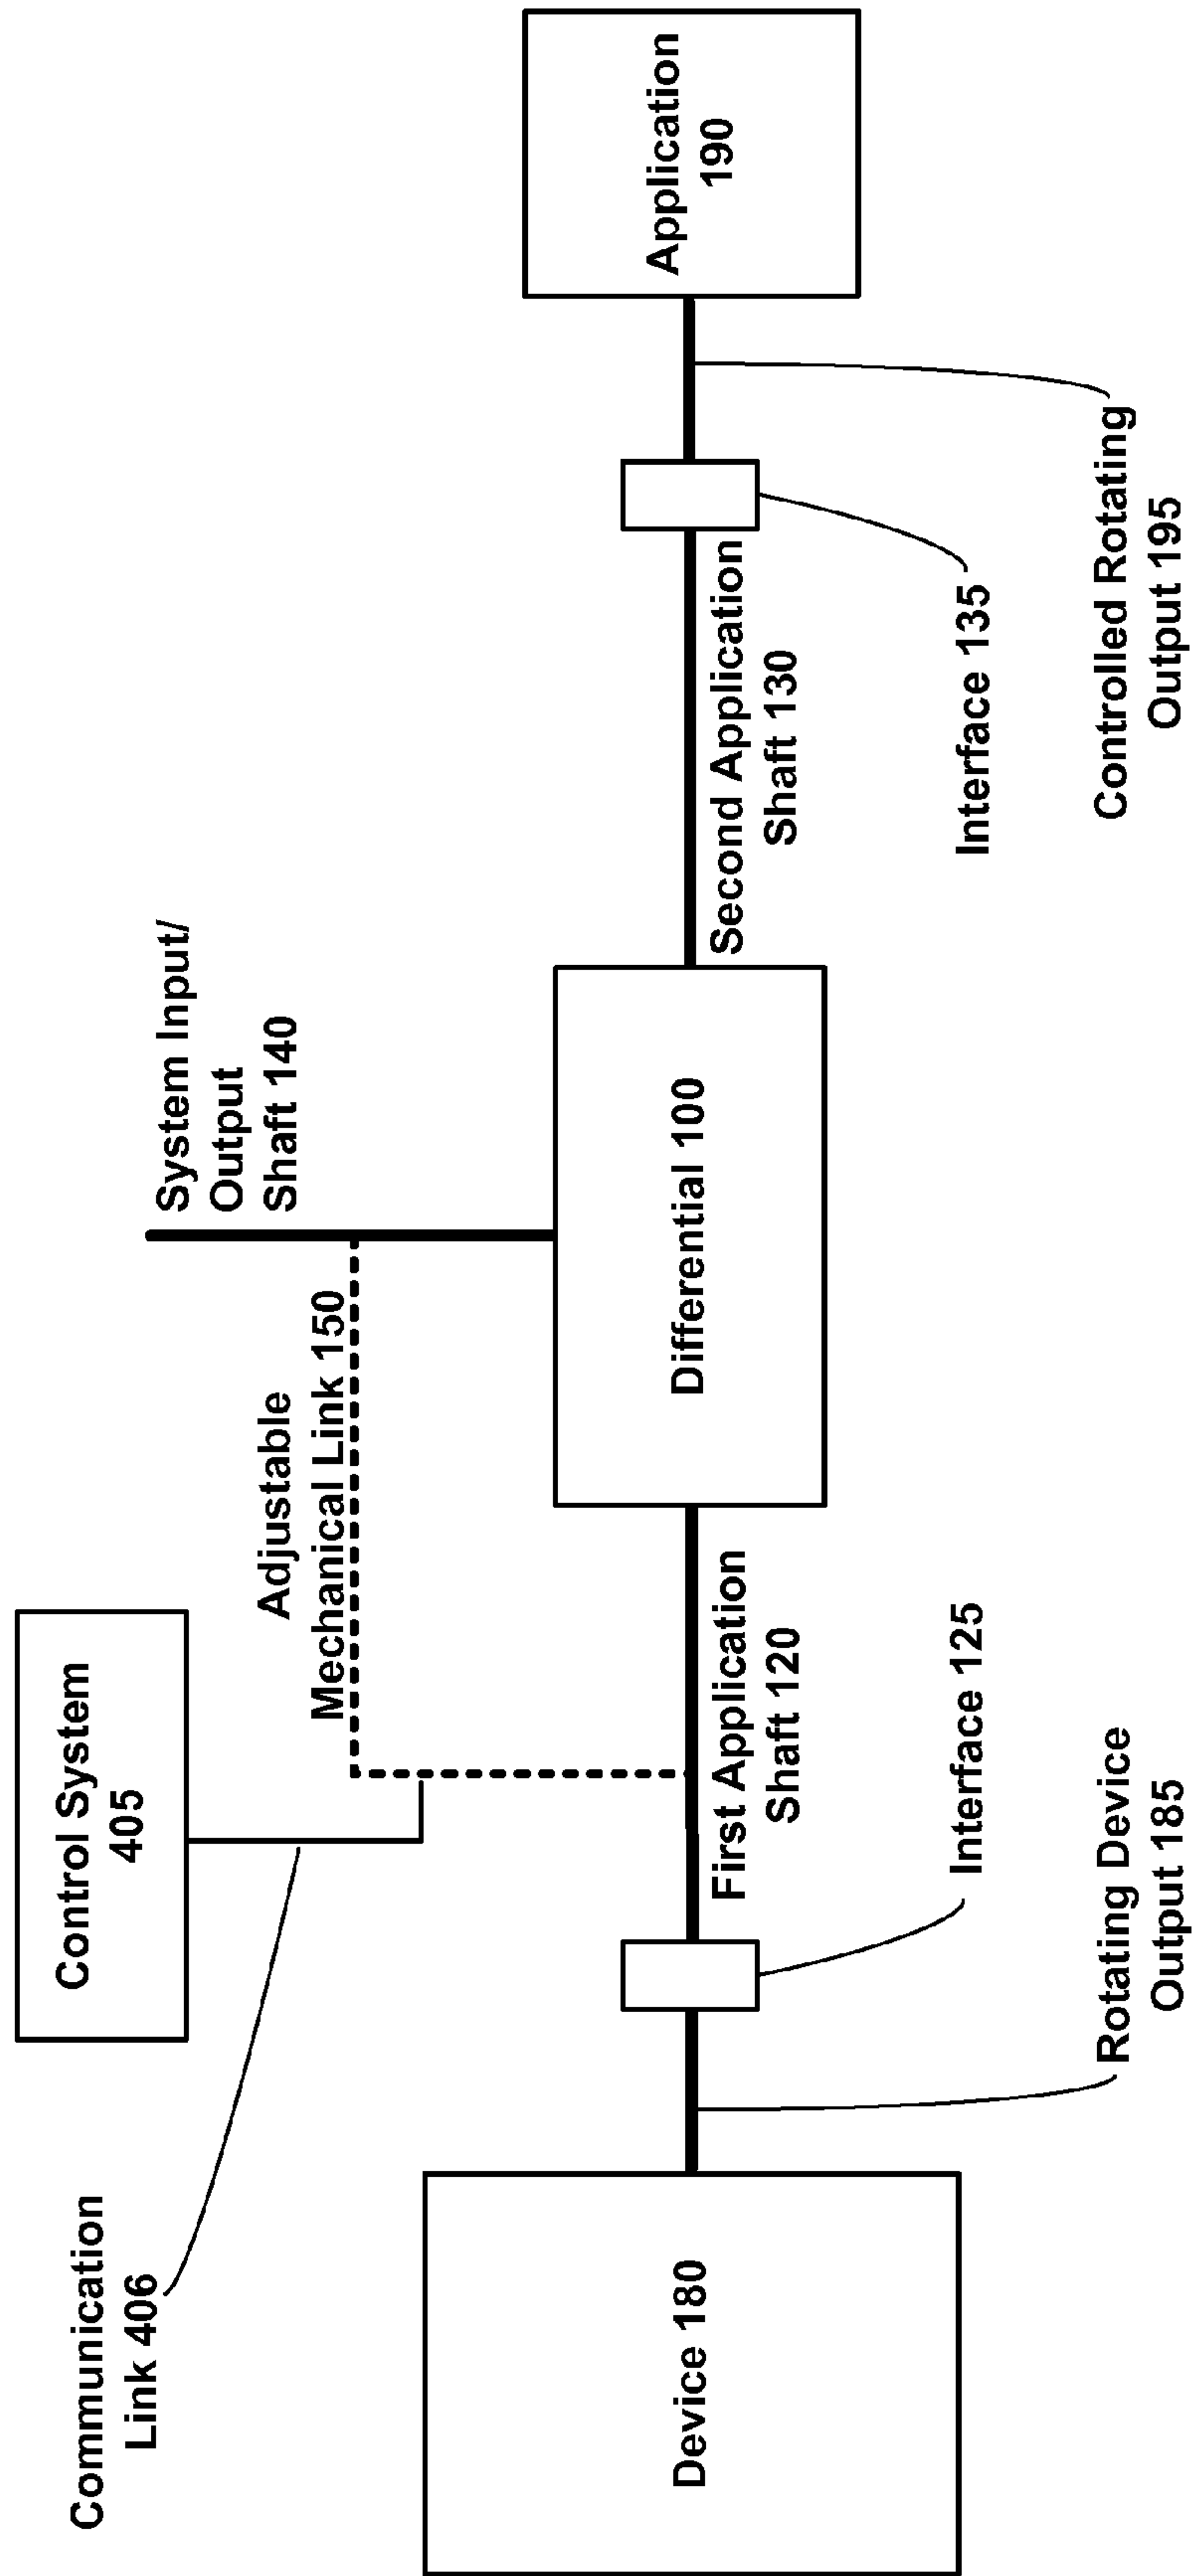 Communication
Link 406
Control System
405
Adjustable
Mechanical Link 150
System Input/
Output
Shaft 140
Device 180
First Application
Shaft 120
Differential 100
Second Application
Shaft 130
Application
190
Interface 125
Interface 135
Rotating Device
Output 185
Controlled Rotating
Output 195